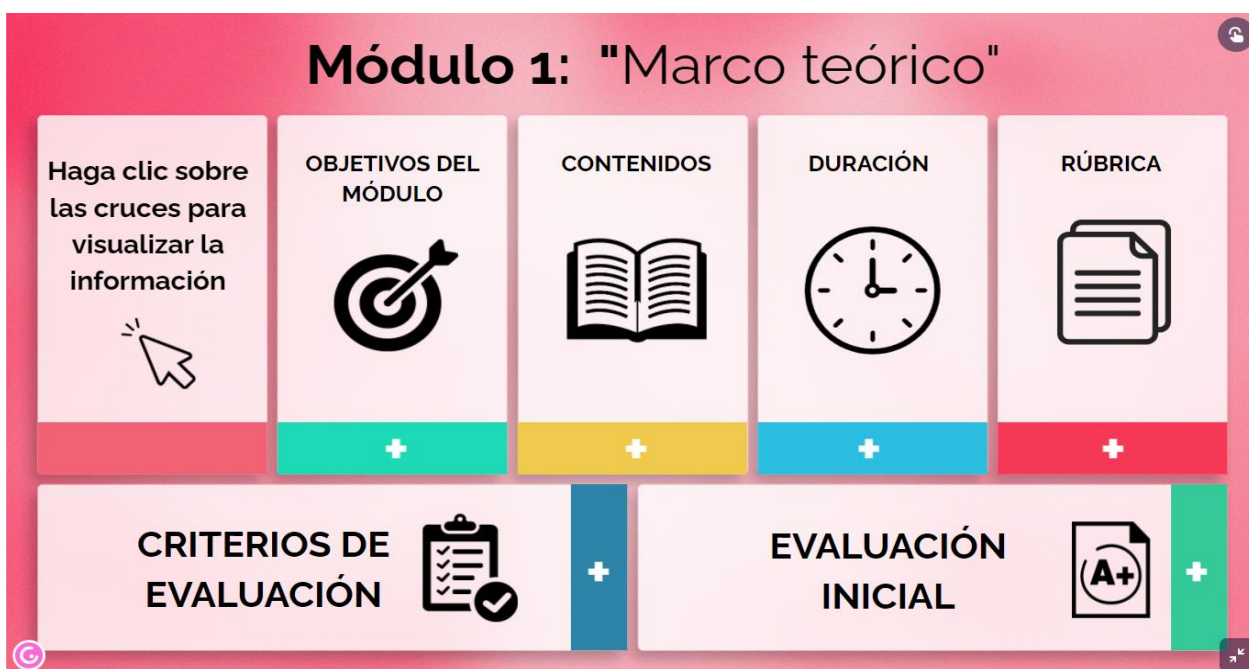 Módulo 1: "Marco teórico"
Haga clic sobre
las cruces para
visualizar la
información
OBJETIVOS DEL
MÓDULO
CONTENIDOS
DURACIÓN
RÚBRICA
CRITERIOS DE
EVALUACIÓN
EVALUACIÓN
INICIAL
A+